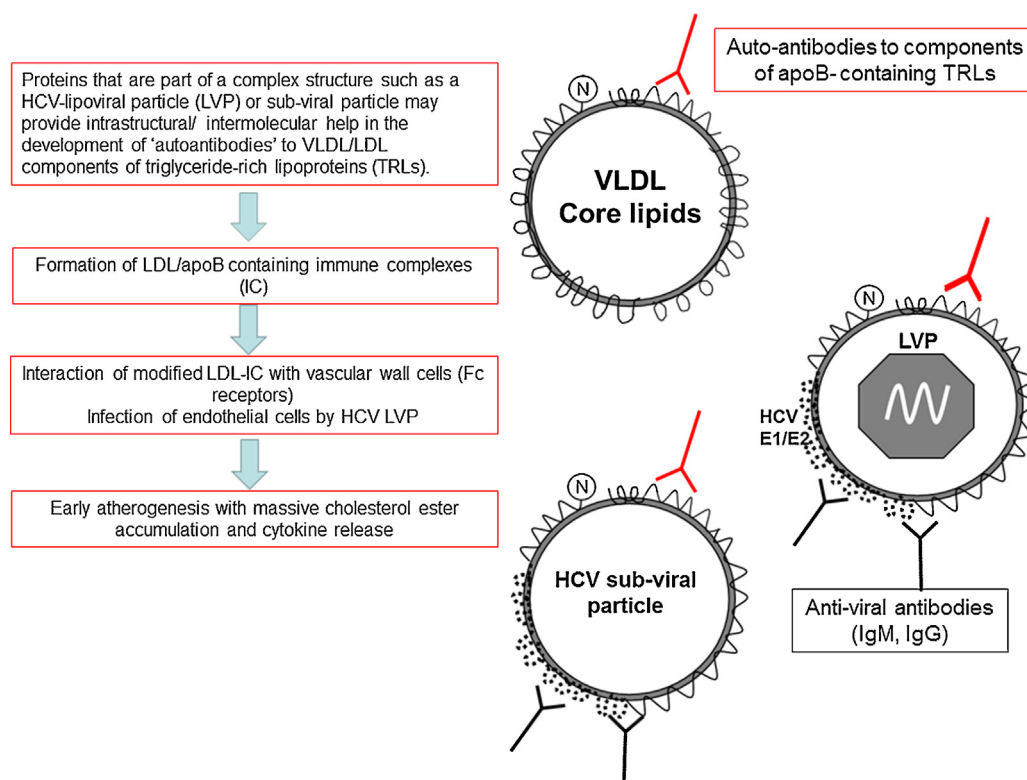 Proteins that are part of a complex structure such as a
HCV-lipoviral particle (LVP) or sub-viral particle may
provide intrastructural/ intermolecular help in the
development of ‘autoantibodies’ to VLDL/LDL
components of triglyceride-rich lipoproteins (TRLs).
Formation of LDL/apoB containing immune complexes
(IC)
Interaction of modified LDL-IC with vascular wall cells (Fc
receptors)
Infection of endothelial cells by HCV LVP
Early atherogenesis with massive cholesterol ester
accumulation and cytokine release
Auto-antibodies to components
of apoB- containing TRLs
N
VLDL
Core lipids
N
LVP
HCV
E1/E2
N
HCV sub-viral
particle
Anti-viral antibodies
(IgM, IgG)